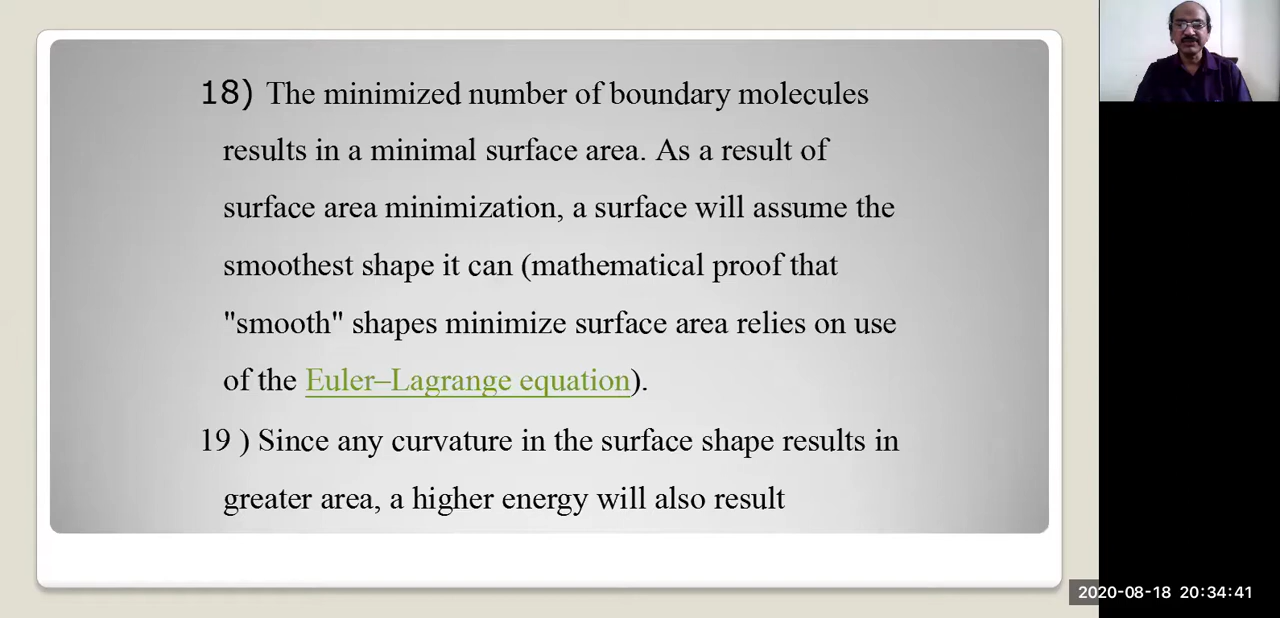 18) The minimized number of boundary molecules
results in a minimal surface area. As a result of
surface area minimization, a surface will assume the
smoothest shape it can (mathematical proof that
"smooth" shapes minimize surface area relies on use
of the Euler–Lagrange equation).
19 ) Since any curvature in the surface shape results in
greater area, a higher energy will also result
2020-08-18 20:34:41